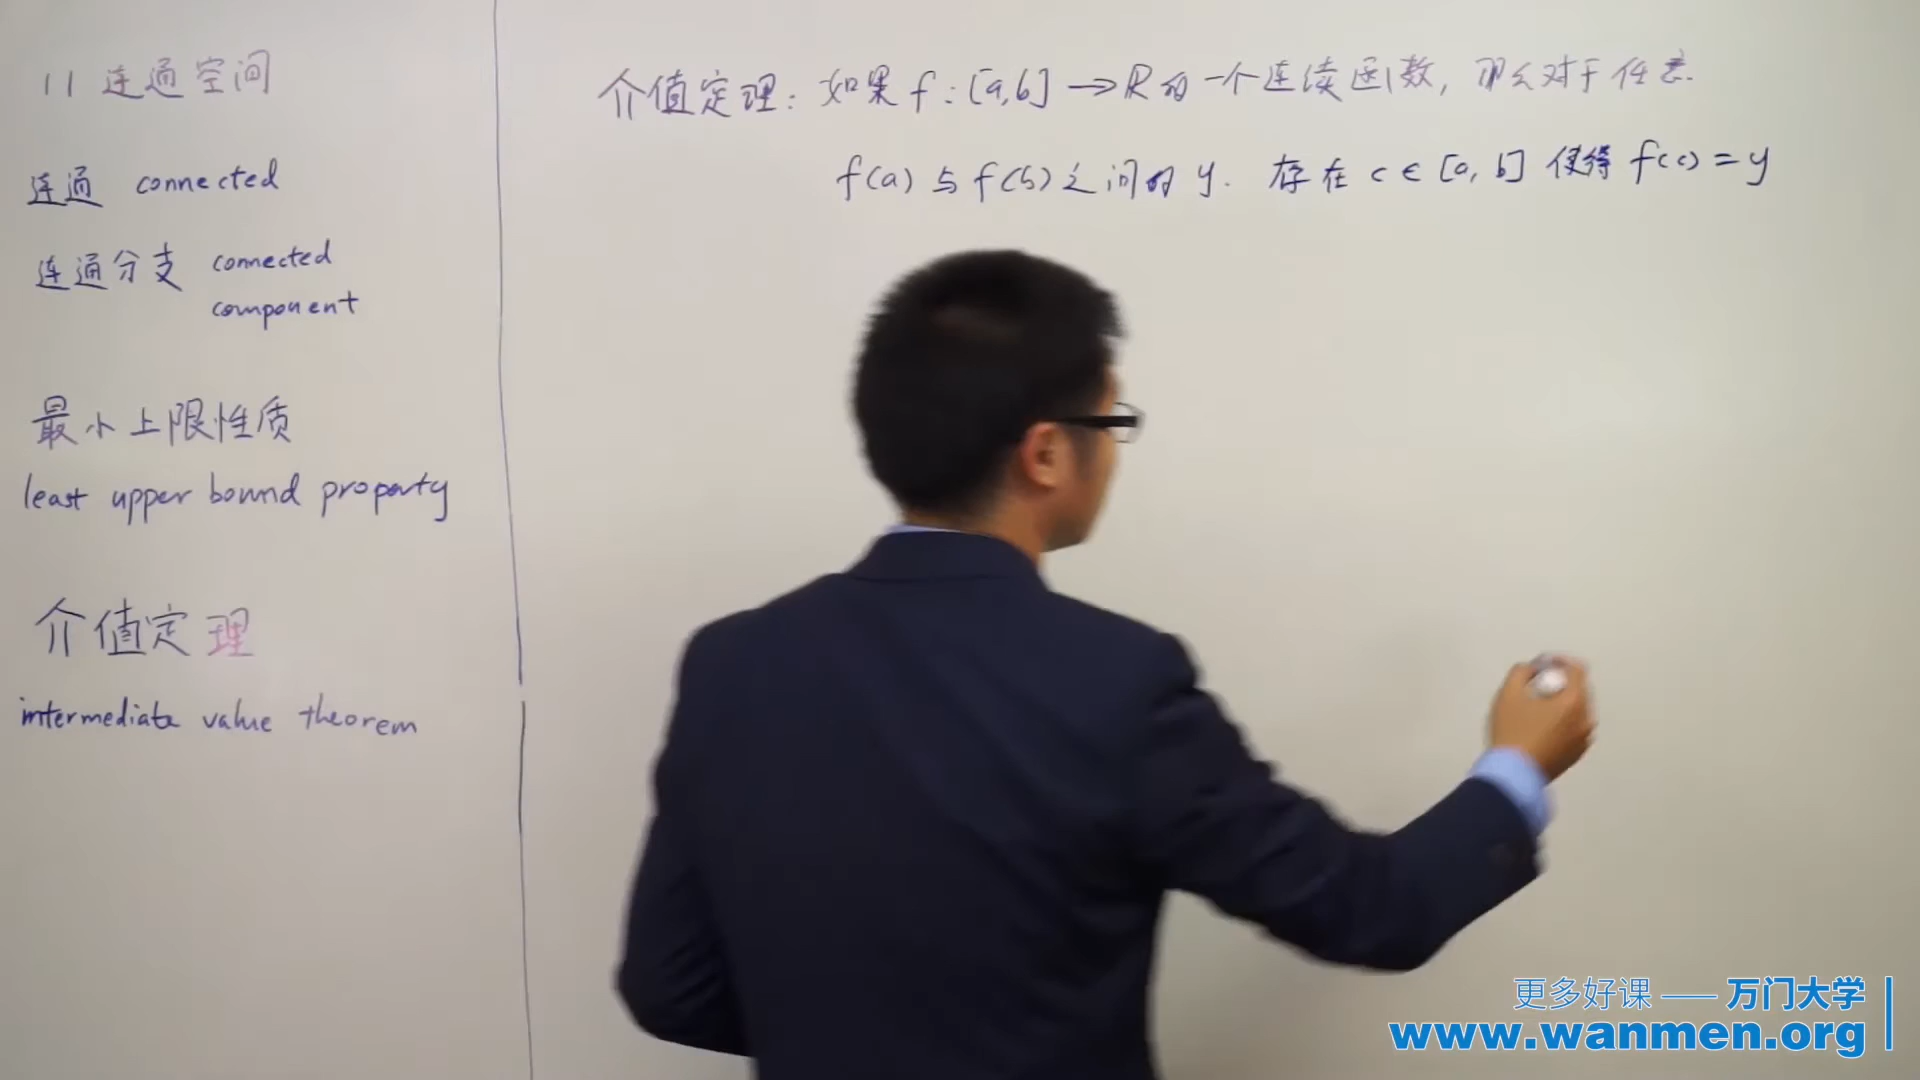 11 连通空间
连通 connected
连通分支 connected
component
最小上限性质
least upper bound property
介值定理
intermediate value theorem
介值定理: 如果 f: [a,b] → R 的一个连续函数, 那么对于任意
f(a) 与 f(b) 之间的 y. 存在 c ∈ [a, b] 使得 f(c) = y
更多好课 —— 万门大学
www.wanmen.org